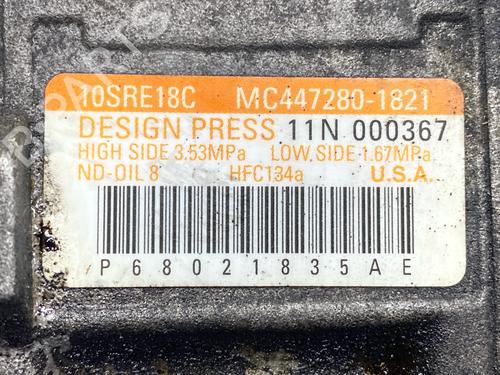 10SRE18C MC447280-1821
DESIGN PRESS 11N 000367
HIGH SIDE 3.53MPa LOW SIDE 1.67MPa
ND-OIL 8 HFC134a U.S.A.
P68021835AE